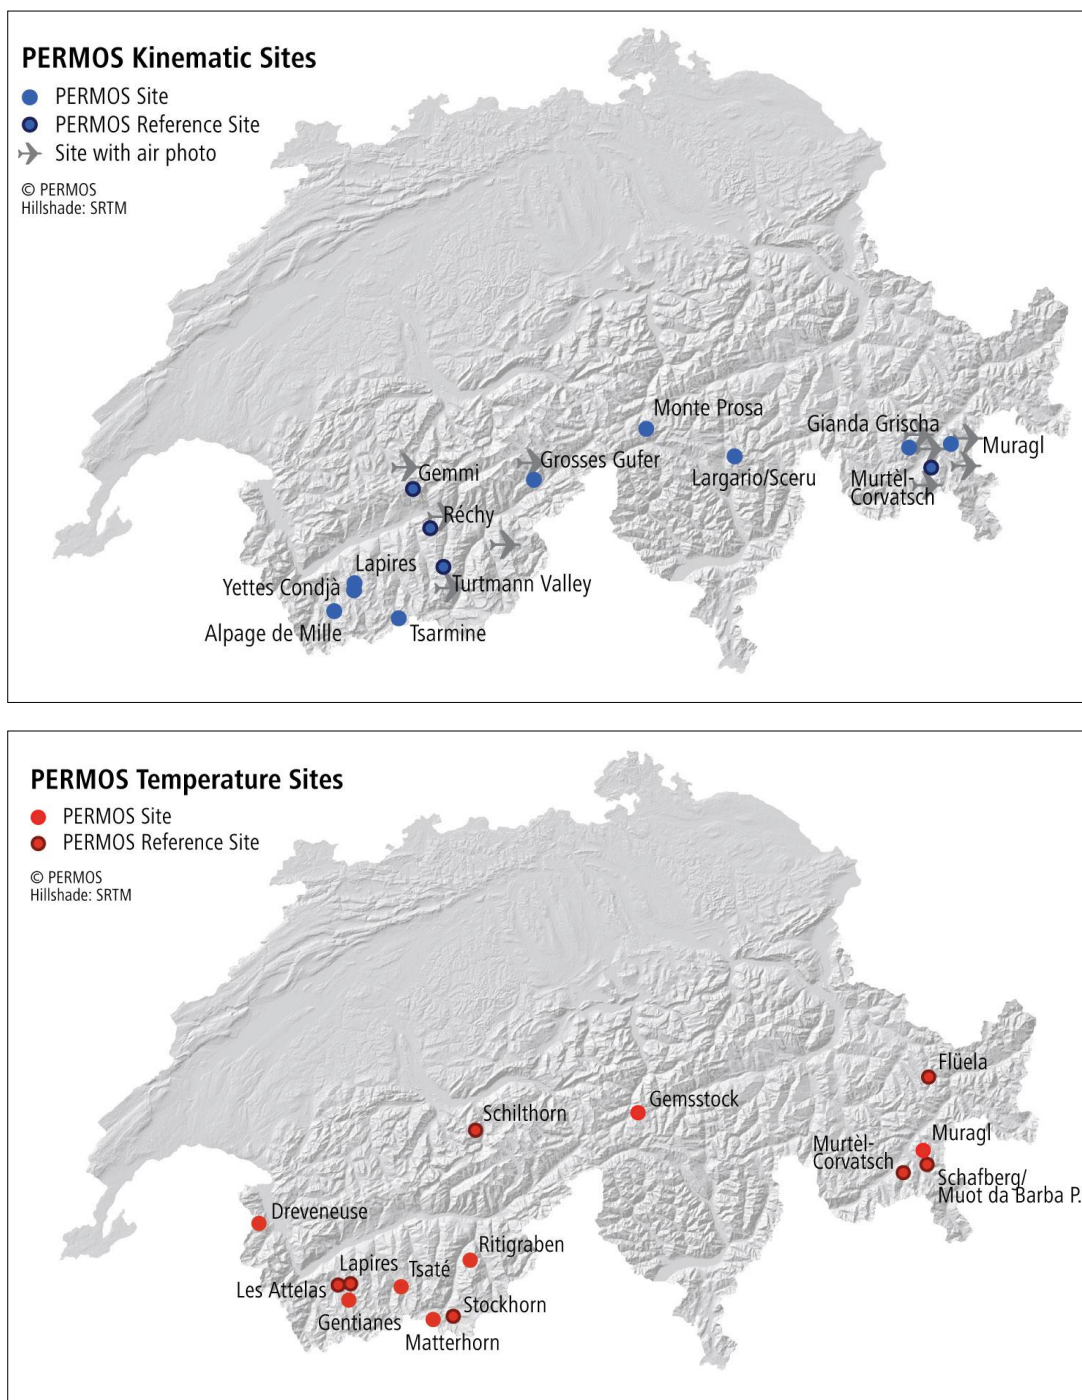 PERMOS Kinematic Sites
PERMOS Site
PERMOS Reference Site
Site with air photo
© PERMOS
Hillshade: SRTM
Monte Prosa
Gianda Grischa
Muragl
Grosses Gufer
Gemmi
Largario/Sceru
Murtèl-
Corvatsch
Réchy
Lapires
Yettes Condjà
Turtmann Valley
Alpage de Mille
Tsarmine
PERMOS Temperature Sites
PERMOS Site
PERMOS Reference Site
© PERMOS
Hillshade: SRTM
Flüela
Gemsstock
Schilthorn
Muragl
Murtèl-
Corvatsch
Schafberg/
Muot da Barba P.
Dreveneuse
Ritigraben
Lapires
Tsaté
Les Attelas
Stockhorn
Gentianes
Matterhorn